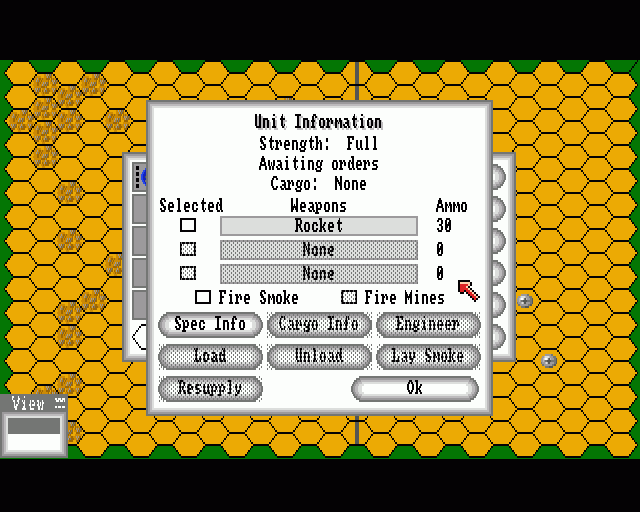 Unit Information
Strength: Full
Awaiting orders
Cargo: None
Selected Weapons Ammo
Rocket 30
None 0
None 0
Fire Smoke Fire Mines
Spec Info Cargo Info Engineer
Load Unload Lay Smoke
Resupply Ok
View